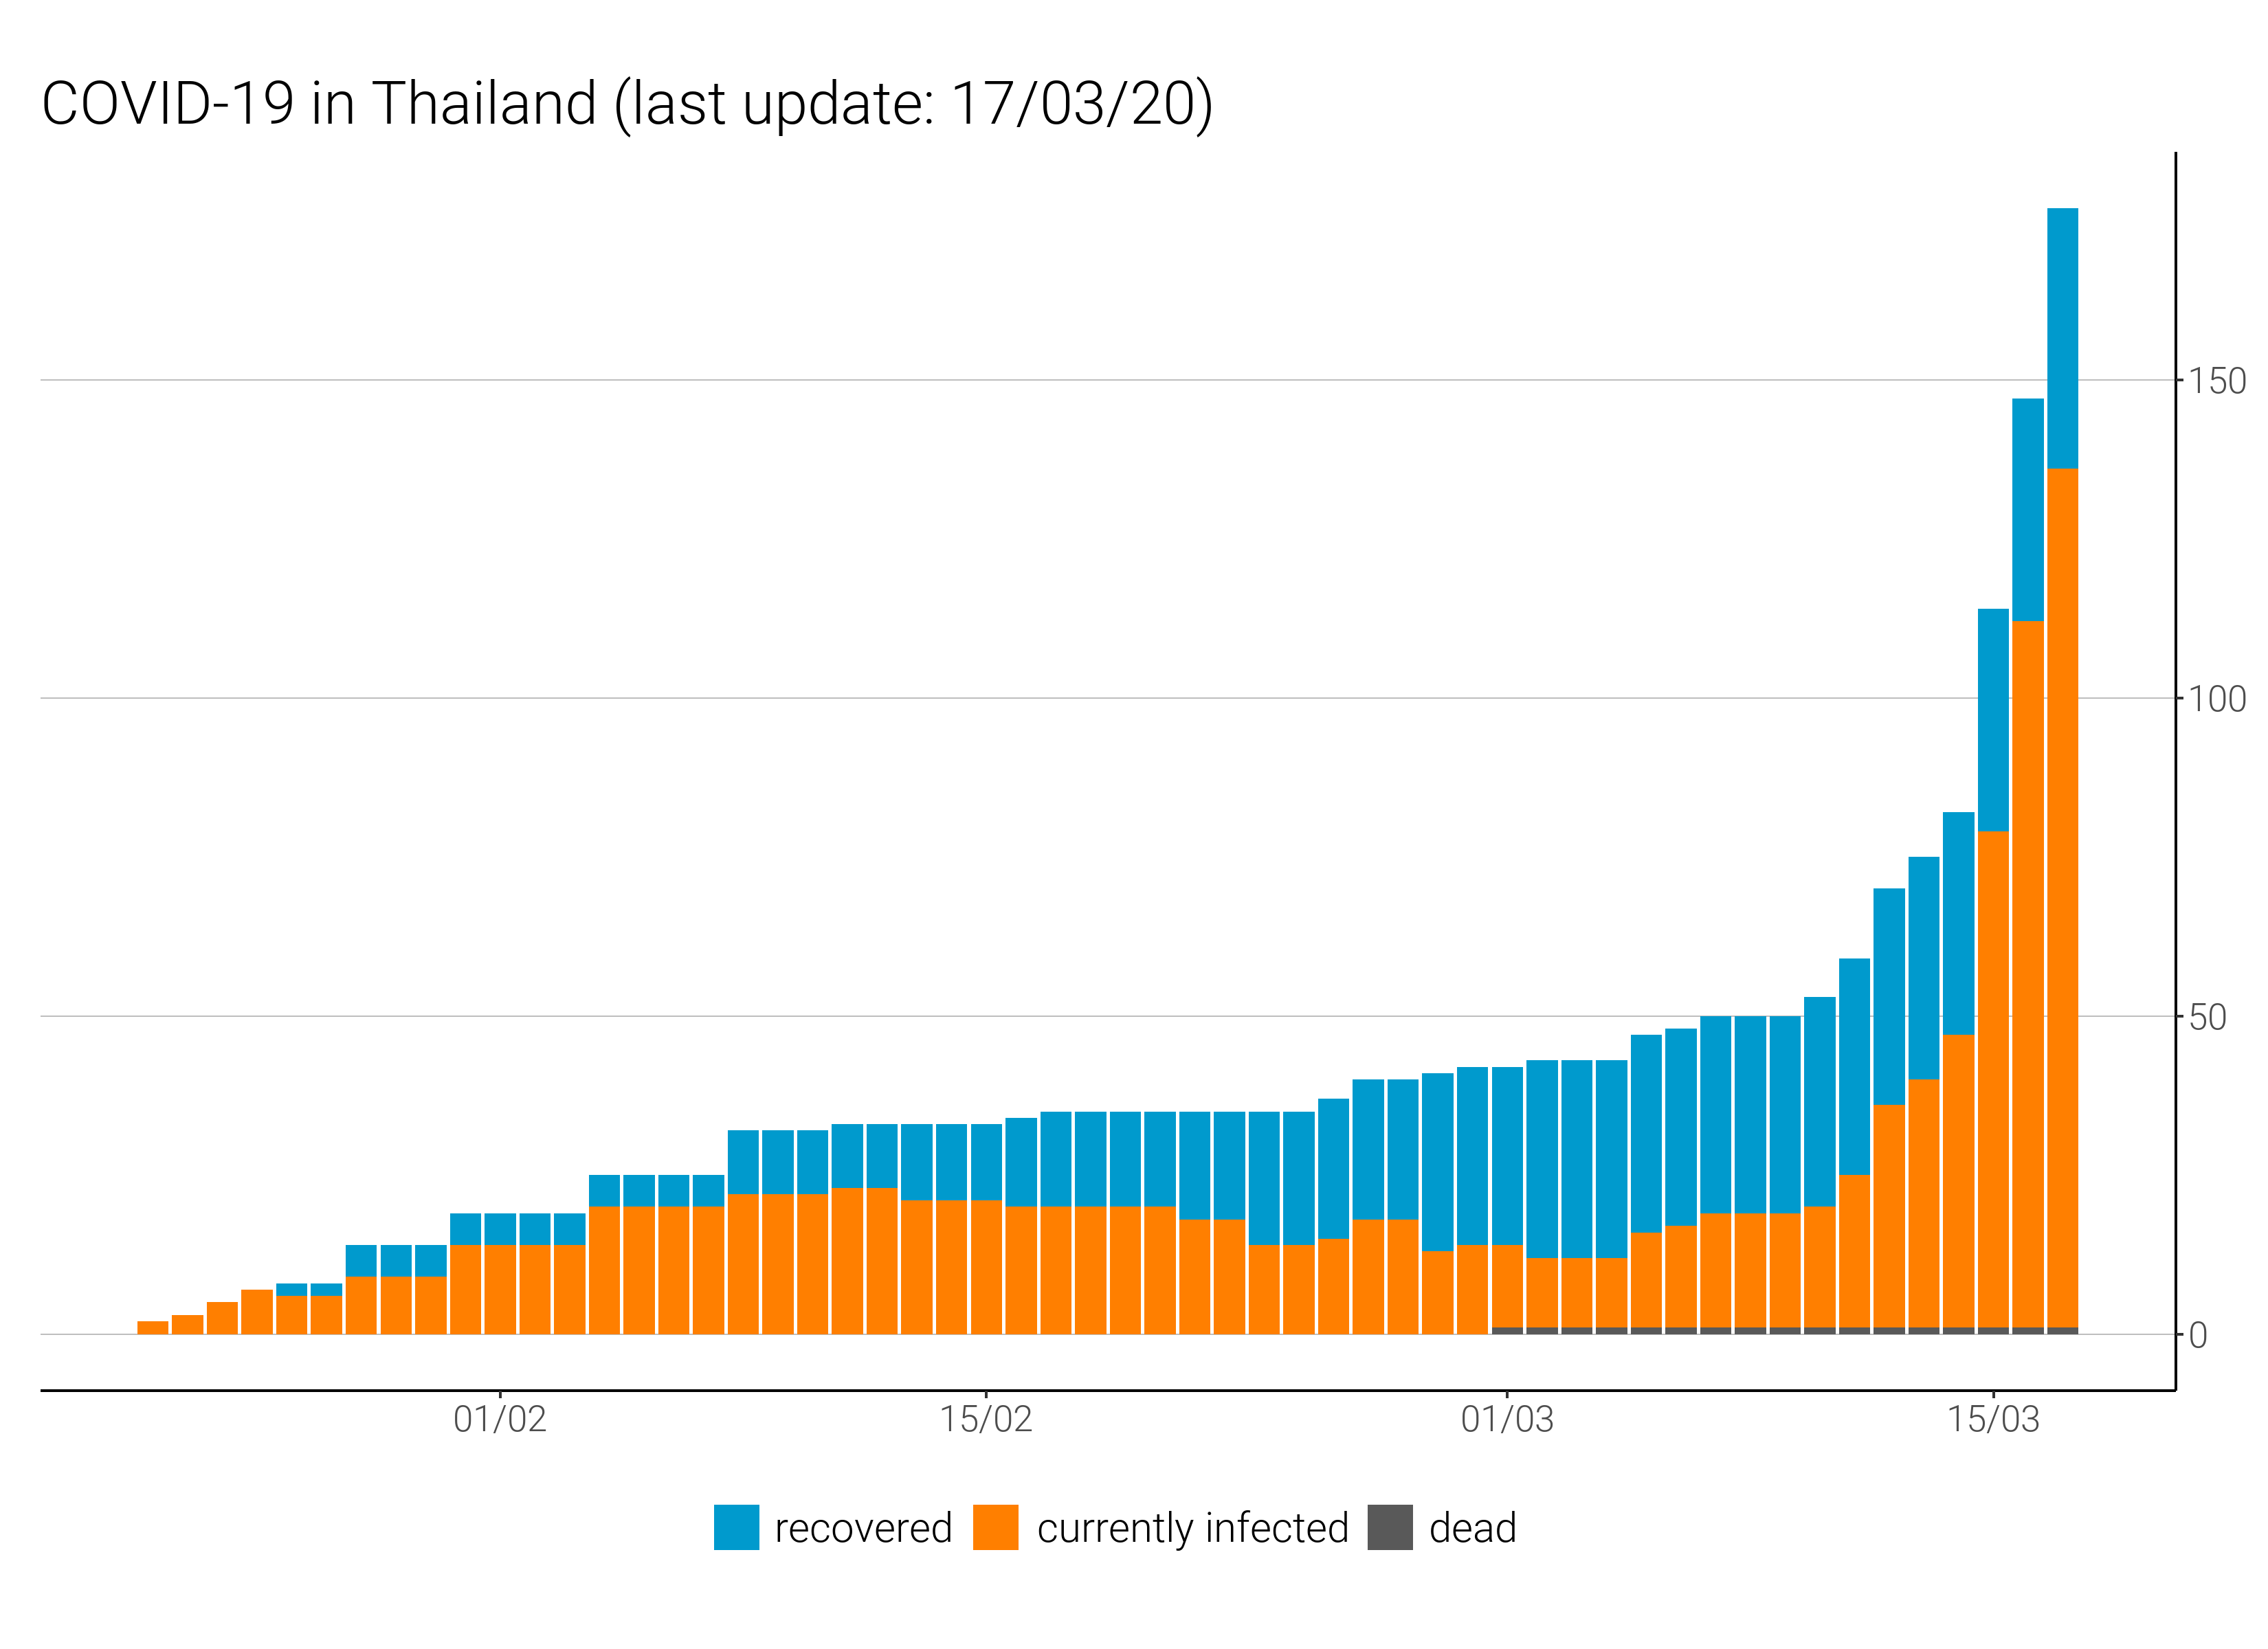 COVID-19 in Thailand (last update: 17/03/20)
150
100
50
0
01/02 15/02 01/03 15/03
recovered currently infected dead